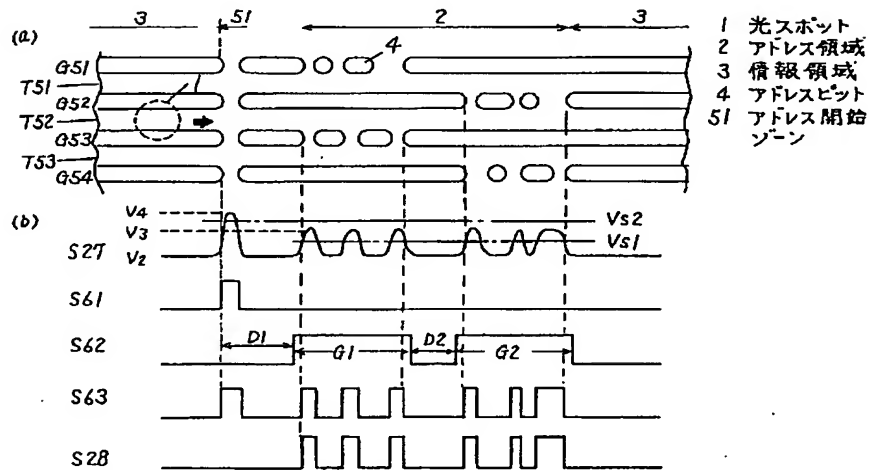 3 51 2 3
(a)
4
G51
T51
1
G52
T52
G53
T53
G54
1 光スポット
2 アドレス領域
3 情報領域
4 アドレスピット
51 アドレス開始
ゾーン
(b)
V4
V3
V2
Vs2
Vs1
S27
S61
S62
D1
G1
D2
G2
S63
S28